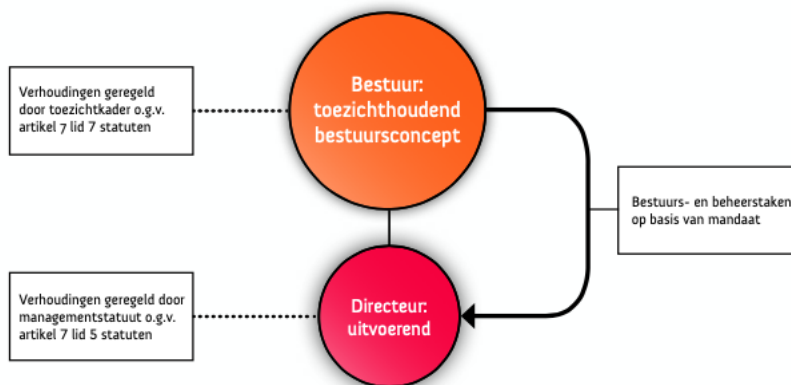 Verhoudingen geregeld
door toezichtkader o.g.v.
artikel 7 lid 7 statuten
Bestuur:
toezichthoudend
bestuursconcept
Bestuurs- en beheerstaken
op basis van mandaat
Verhoudingen geregeld door
managementstatuut o.g.v.
artikel 7 lid 5 statuten
Directeur:
uitvoerend